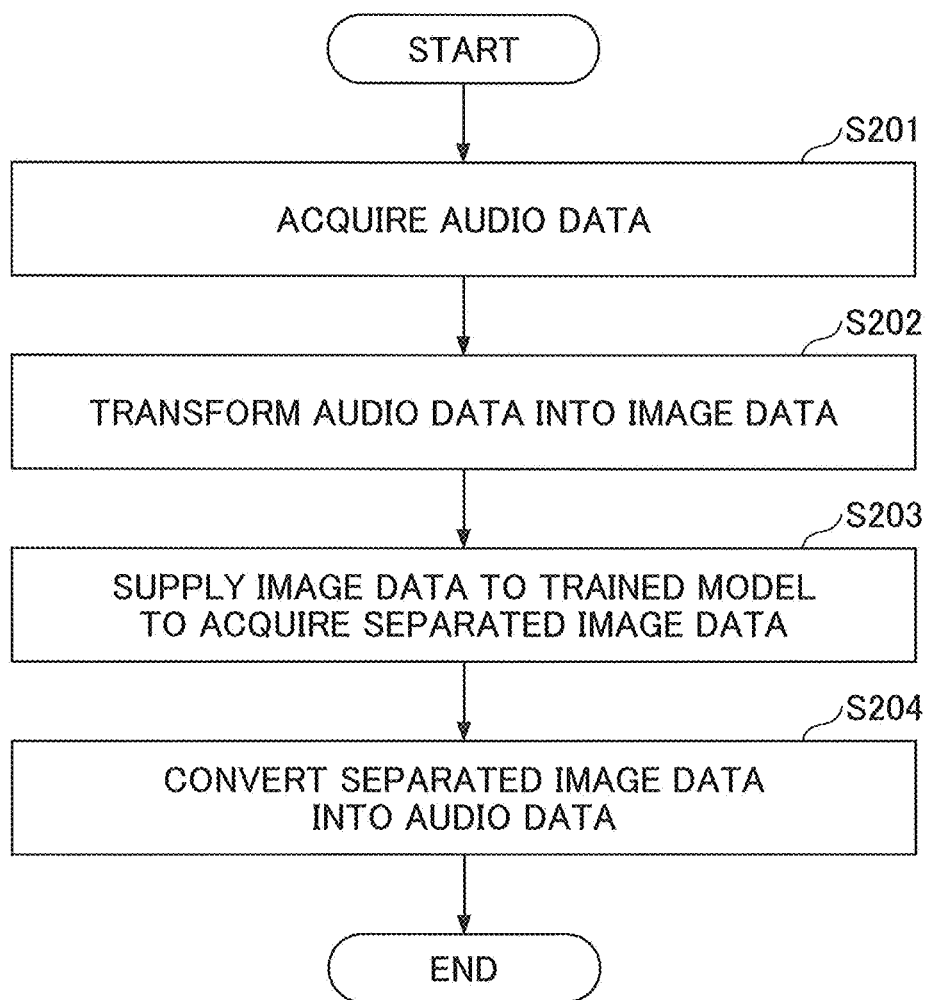 START
S201
ACQUIRE AUDIO DATA
S202
TRANSFORM AUDIO DATA INTO IMAGE DATA
S203
SUPPLY IMAGE DATA TO TRAINED MODEL
TO ACQUIRE SEPARATED IMAGE DATA
S204
CONVERT SEPARATED IMAGE DATA
INTO AUDIO DATA
END